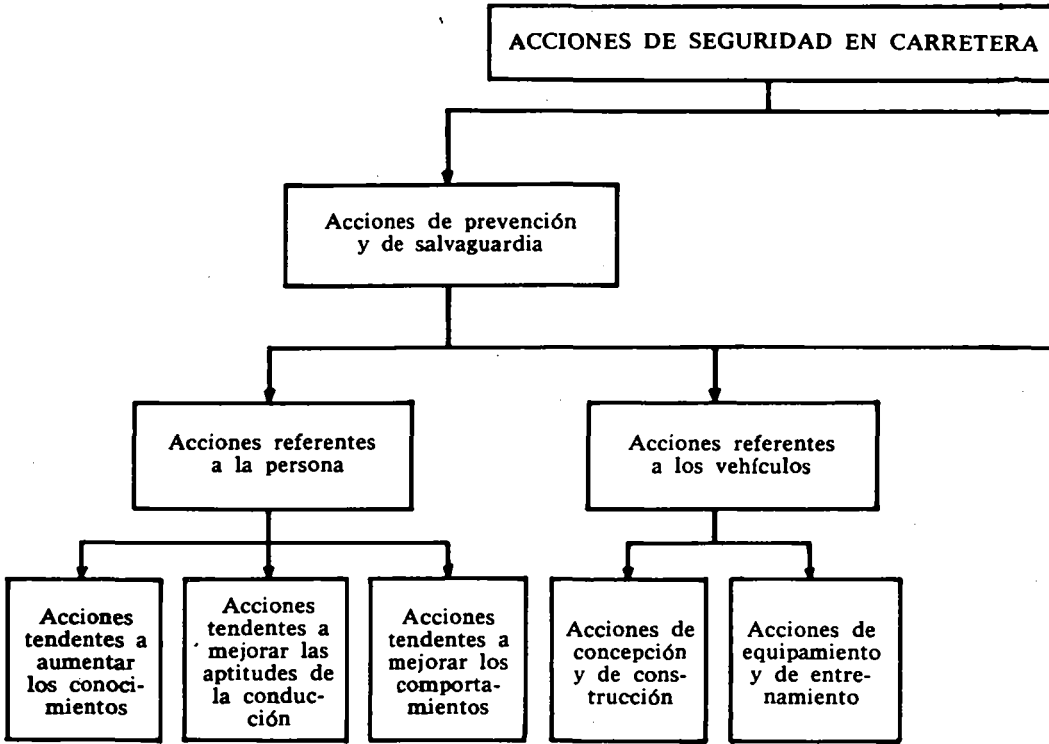 ACCIONES DE SEGURIDAD EN CARRETERA
Acciones de prevención
y de salvaguardia
Acciones referentes
a la persona
Acciones referentes
a los vehículos
Acciones
tendentes a
aumentar
los conoci-
mientos
Acciones
tendentes a
mejorar las
aptitudes de
la conduc-
ción
Acciones
tendentes a
mejorar los
comporta-
mientos
Acciones de
concepción
y de cons-
trucción
Acciones de
equipamiento
y de entre-
namiento